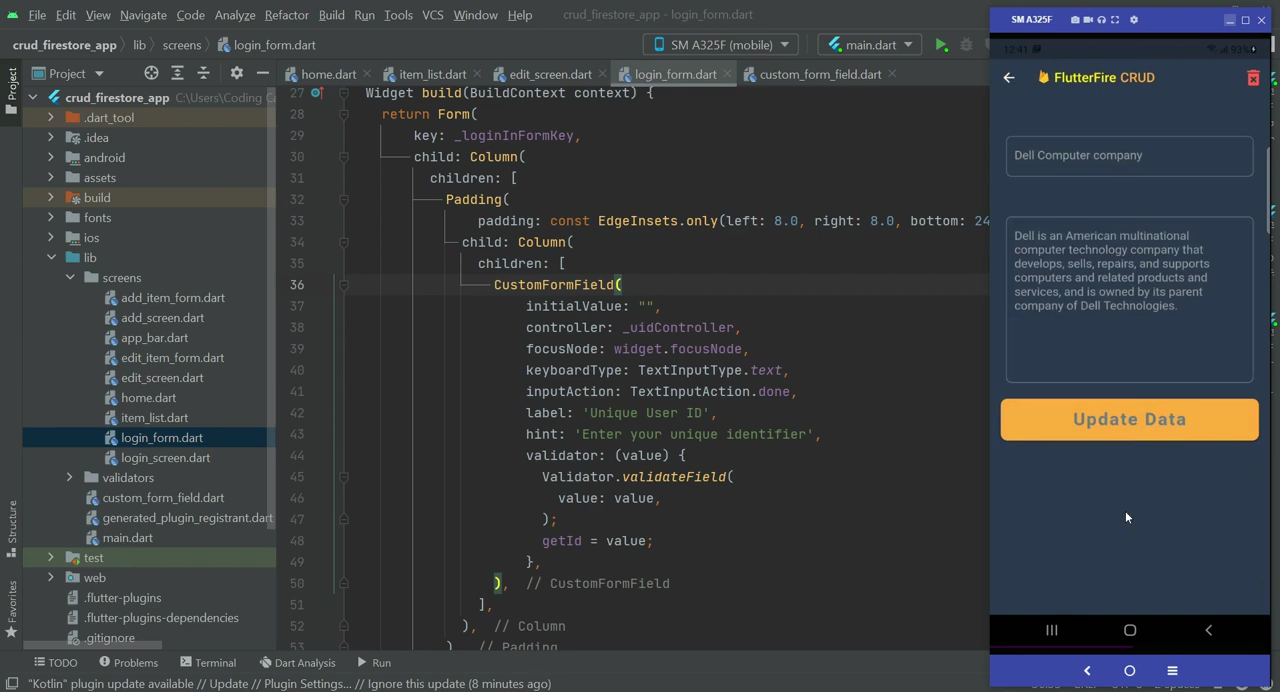 File Edit View Navigate Code Analyze Refactor Build Run Tools VCS Window Help crud_firestore_app - login_form.dart
crud_firestore_app lib screens login_form.dart SM A325F (mobile) main.dart
Project home.dart item_list.dart edit_screen.dart login_form.dart custom_form_field.dart
Project
Structure
Favorites
crud_firestore_app C:\Users\Coding
.dart_tool
.idea
android
assets
build
fonts
ios
lib
screens
add_item_form.dart
add_screen.dart
app_bar.dart
edit_item_form.dart
edit_screen.dart
home.dart
item_list.dart
login_form.dart
login_screen.dart
validators
custom_form_field.dart
generated_plugin_registrant.dart
main.dart
test
web
.flutter-plugins
.flutter-plugins-dependencies
.gitignore
27 Widget build(BuildContext context) {
28 return Form(
29 key: _loginInFormKey,
30 child: Column(
31 children: [
32 Padding(
33 padding: const EdgeInsets.only(left: 8.0, right: 8.0, bottom: 24
34 child: Column(
35 children: [
36 CustomFormField(
37 initialValue: "",
38 controller: _uidController,
39 focusNode: widget.focusNode,
40 keyboardType: TextInputType.text,
41 inputAction: TextInputAction.done,
42 label: 'Unique User ID',
43 hint: 'Enter your unique identifier',
44 validator: (value) {
45 Validator.validateField(
46 value: value,
47 );
48 getId = value;
49 },
50 ), // CustomFormField
51 ],
52 ), // Column
53 ) // Padding
SM A325F
12:41 93%
FlutterFire CRUD
Dell Computer company
Dell is an American multinational
computer technology company that
develops, sells, repairs, and supports
computers and related products and
services, and is owned by its parent
company of Dell Technologies.
Update Data
TODO Problems Terminal Dart Analysis Run
"Kotlin" plugin update available // Update // Plugin Settings... // Ignore this update (8 minutes ago)